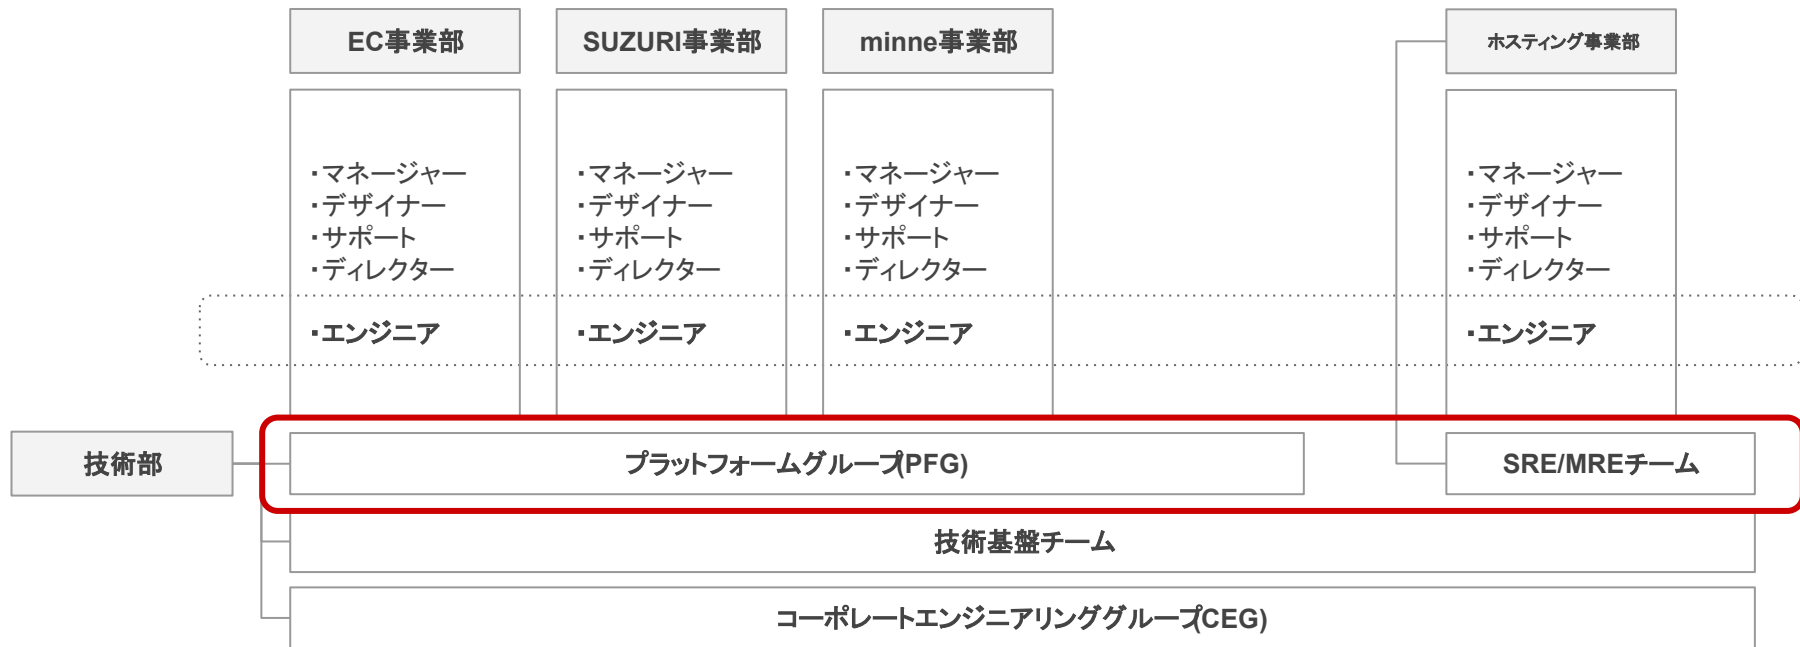 EC事業部
SUZURI事業部
minne事業部
ホスティング事業部
・マネージャー
・デザイナー
・サポート
・ディレクター
・エンジニア
・マネージャー
・デザイナー
・サポート
・ディレクター
・エンジニア
・マネージャー
・デザイナー
・サポート
・ディレクター
・エンジニア
・マネージャー
・デザイナー
・サポート
・ディレクター
・エンジニア
技術部
プラットフォームグループ(PFG)
SRE/MREチーム
技術基盤チーム
コーポレートエンジニアリンググループ(CEG)